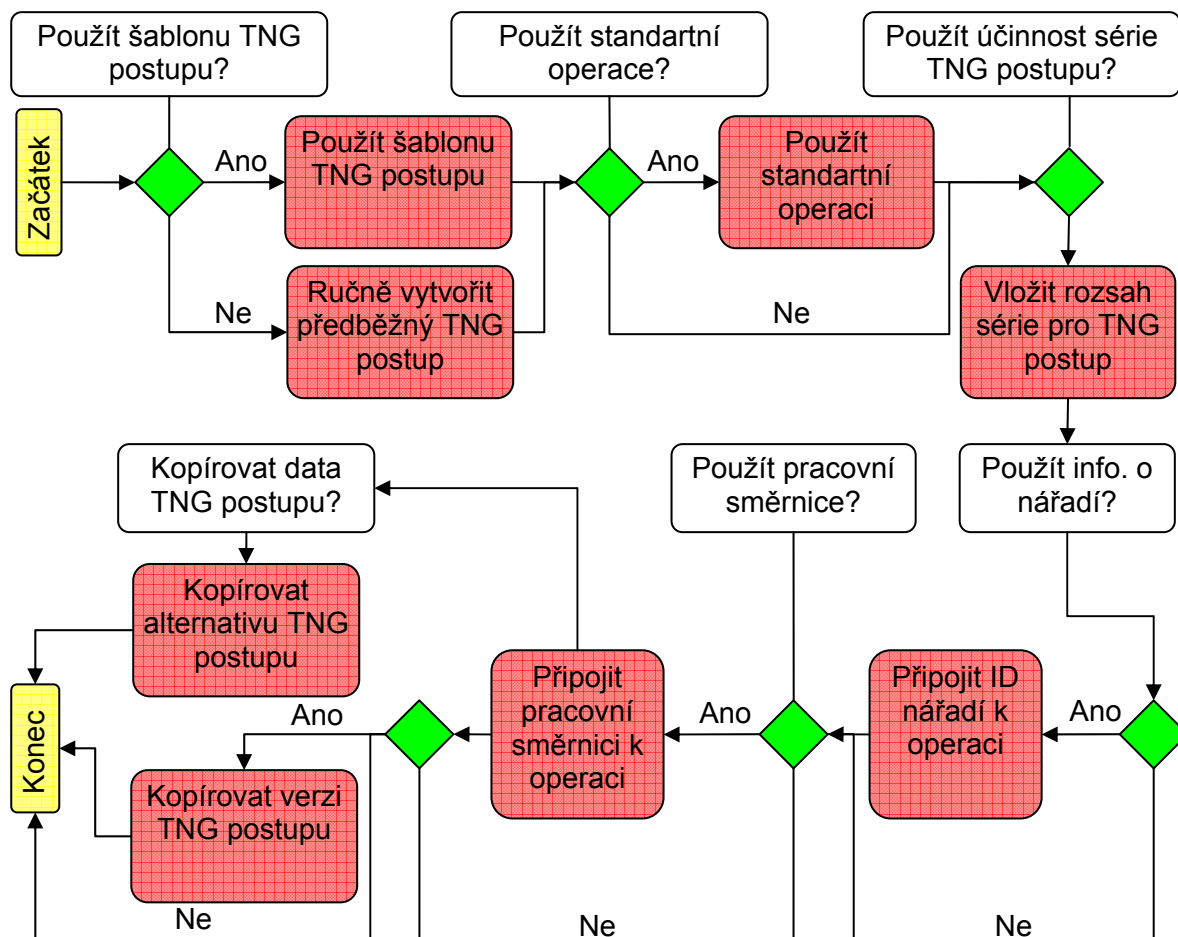 Použít šablonu TNG
postupu?
Použít standartní
operace?
Použít účinnost série
TNG postupu?
Začátek
Ano
Použít šablonu
TNG postupu
Ano
Použít
standartní
operaci
Ne
Ručně vytvořit
předběžný TNG
postup
Ne
Vložit rozsah
série pro TNG
postup
Kopírovat data
TNG postupu?
Použít pracovní
směrnice?
Použít info. o
nářadí?
Kopírovat
alternativu TNG
postupu
Konec
Ano
Připojit
pracovní
směrnici k
operaci
Ano
Připojit ID
nářadí k
operaci
Ano
Kopírovat verzi
TNG postupu
Ne
Ne
Ne